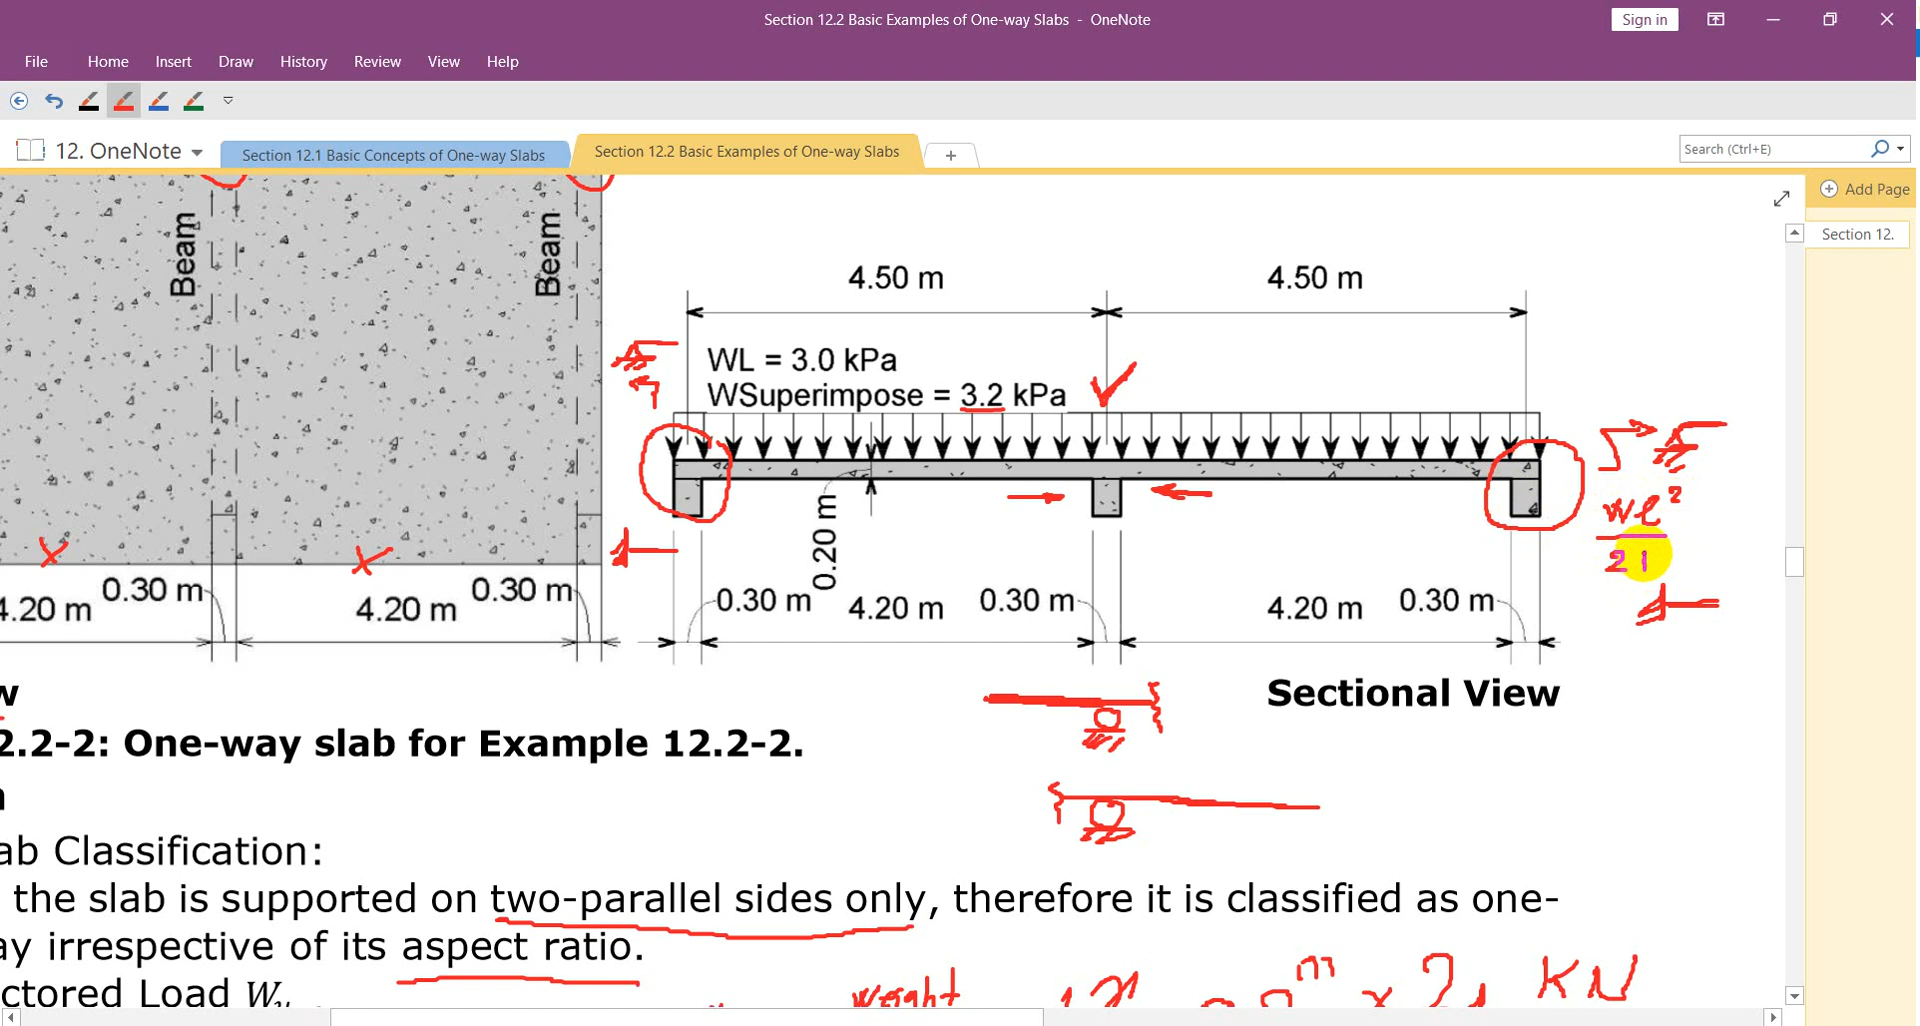 Section 12.2 Basic Examples of One-way Slabs - OneNote
Sign in
File Home Insert Draw History Review View Help
12. OneNote
Section 12.1 Basic Concepts of One-way Slabs
Section 12.2 Basic Examples of One-way Slabs
Search (Ctrl+E)
Add Page
Section 12.
Beam
Beam
4.50 m
4.50 m
WL = 3.0 kPa
WSuperimpose = 3.2 kPa
wl²
0.20 m
4.20 m
0.30 m
4.20 m
0.30 m
0.30 m
4.20 m
0.30 m
4.20 m
0.30 m
w
Sectional View
2.2-2: One-way slab for Example 12.2-2.
n
ab Classification:
the slab is supported on two-parallel sides only, therefore it is classified as one-
ay irrespective of its aspect ratio.
ctored Load Wu
weight
m
KN